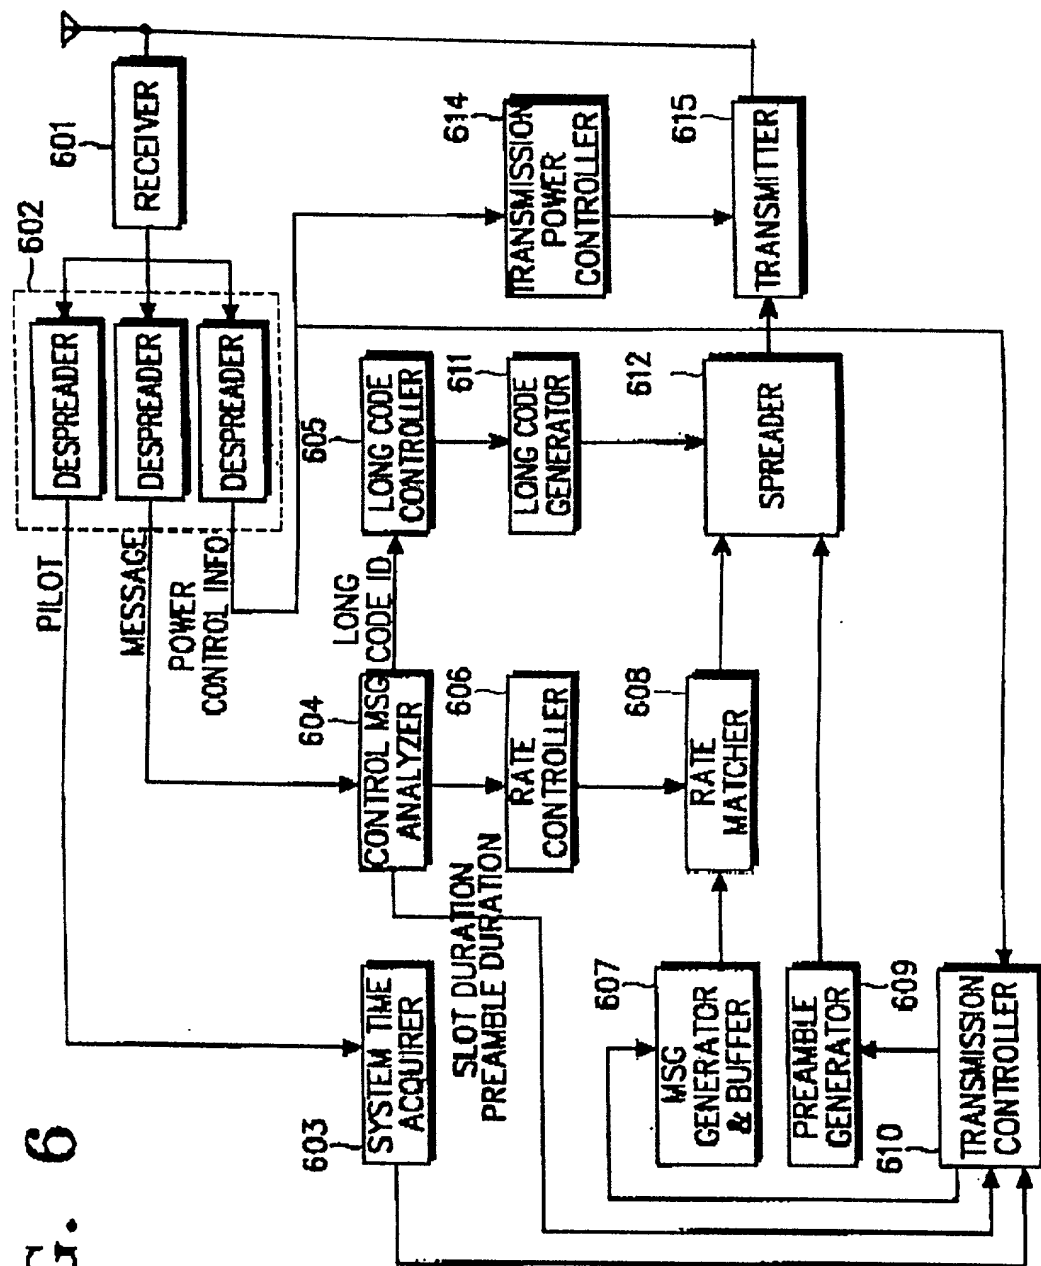 G. 6
602
DESPREADER
DESPREADER
DESPREADER
601
RECEIVER
PILOT
MESSAGE
POWER
CONTROL INFO
603
SYSTEM TIME
ACQUIRER
604
CONTROL MSG
ANALYZER
LONG
CODE ID
605
LONG CODE
CONTROLLER
SLOT DURATION
PREAMBLE DURATION
606
RATE
CONTROLLER
611
LONG CODE
GENERATOR
614
TRANSMISSION
POWER
CONTROLLER
607
MSG
GENERATOR
& BUFFER
608
RATE
MATCHER
612
SPREADER
615
TRANSMITTER
PREAMBLE
GENERATOR
609
610
TRANSMISSION
CONTROLLER